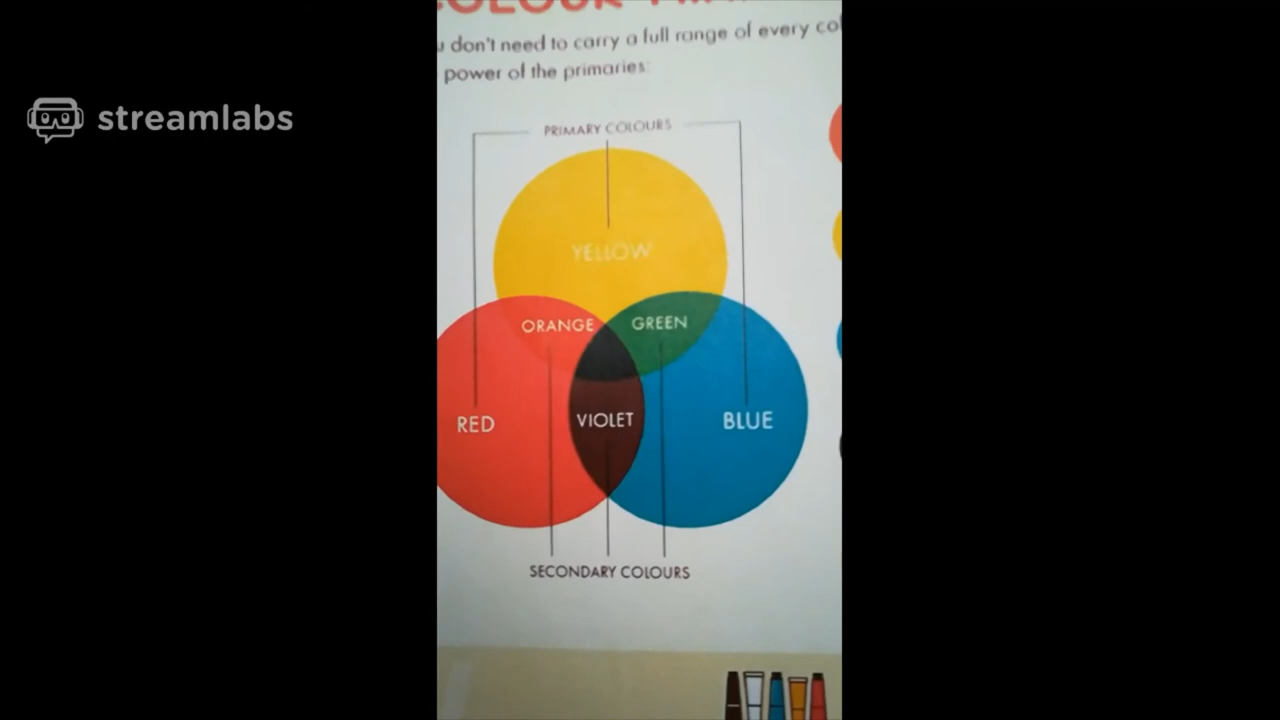 streamlabs
COLOUR
don't need to carry a full range of every
power of the primaries:
PRIMARY COLOURS
YELLOW
ORANGE
GREEN
RED
VIOLET
BLUE
SECONDARY COLOURS